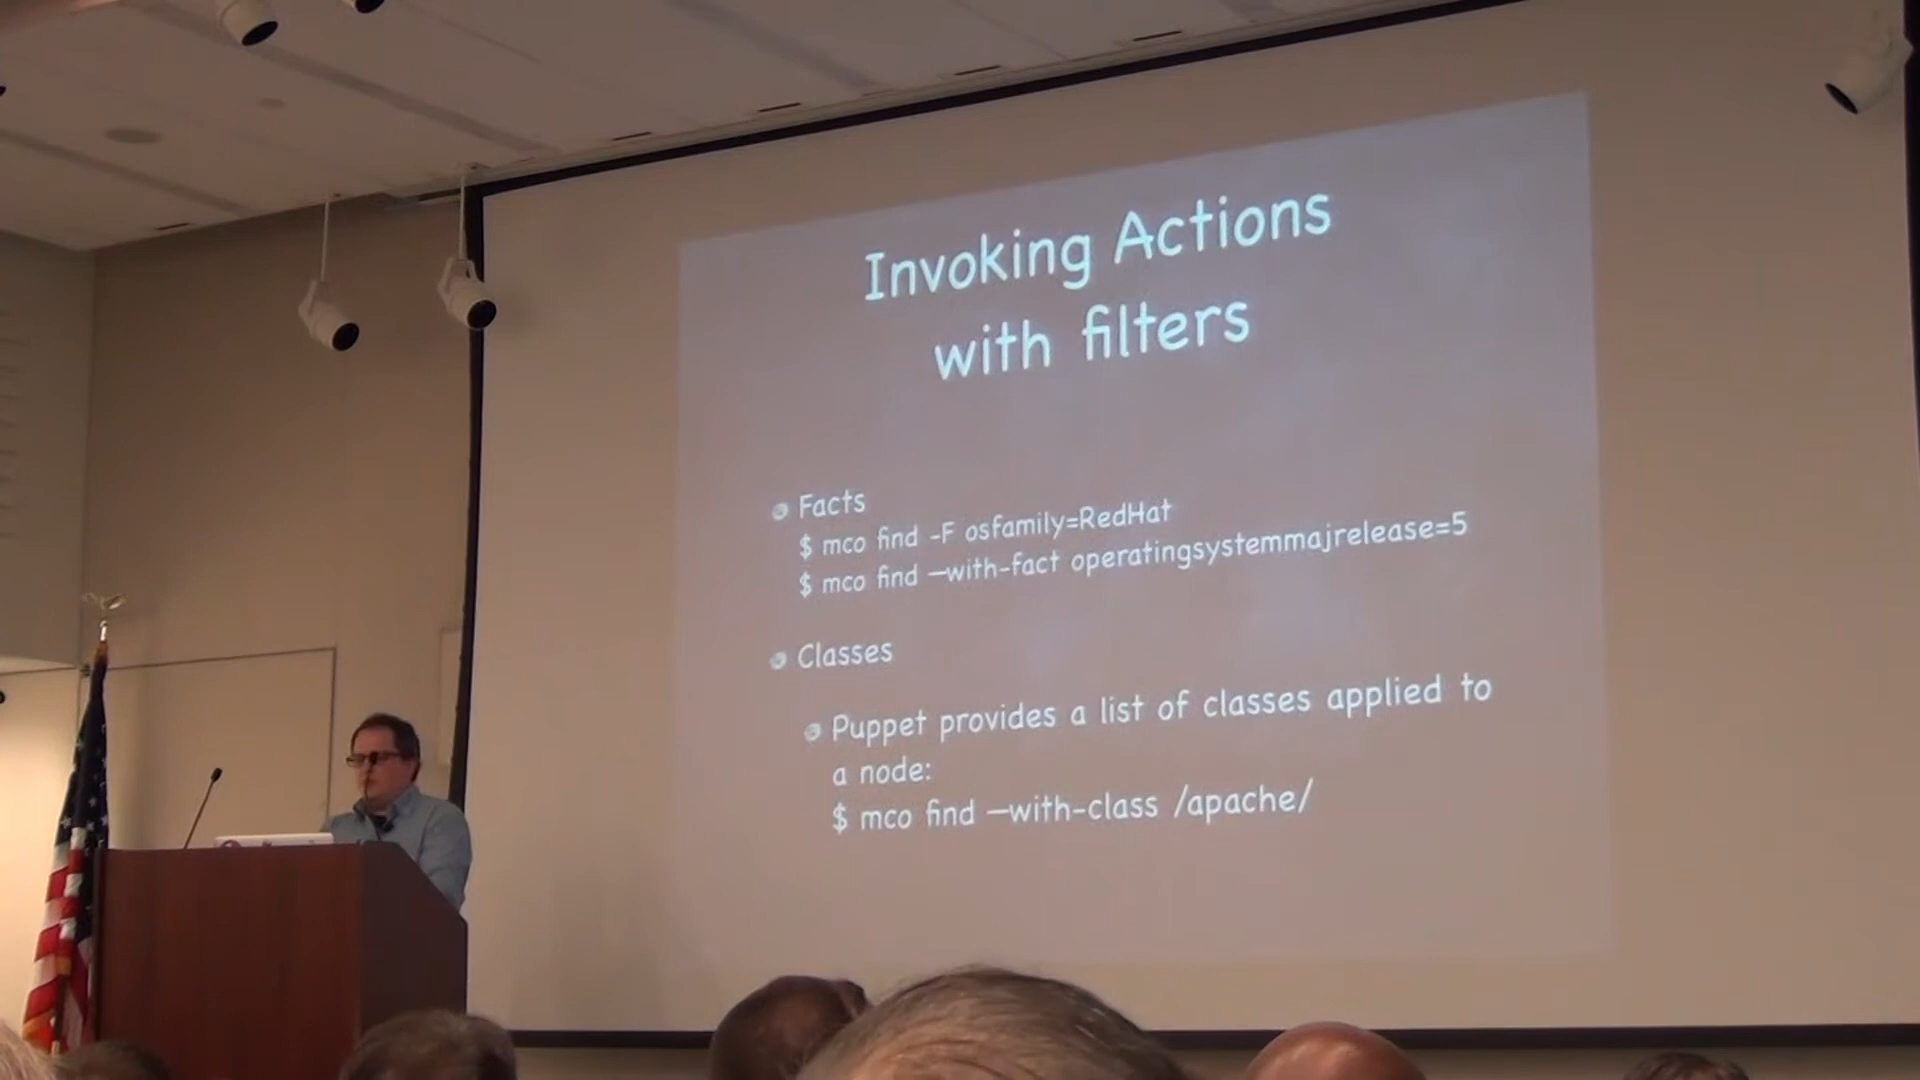 Invoking Actions
with filters
Facts
$ mco find -F osfamily=RedHat
$ mco find —with-fact operatingsystemmajrelease=5
Classes
Puppet provides a list of classes applied to
a node:
$ mco find —with-class /apache/